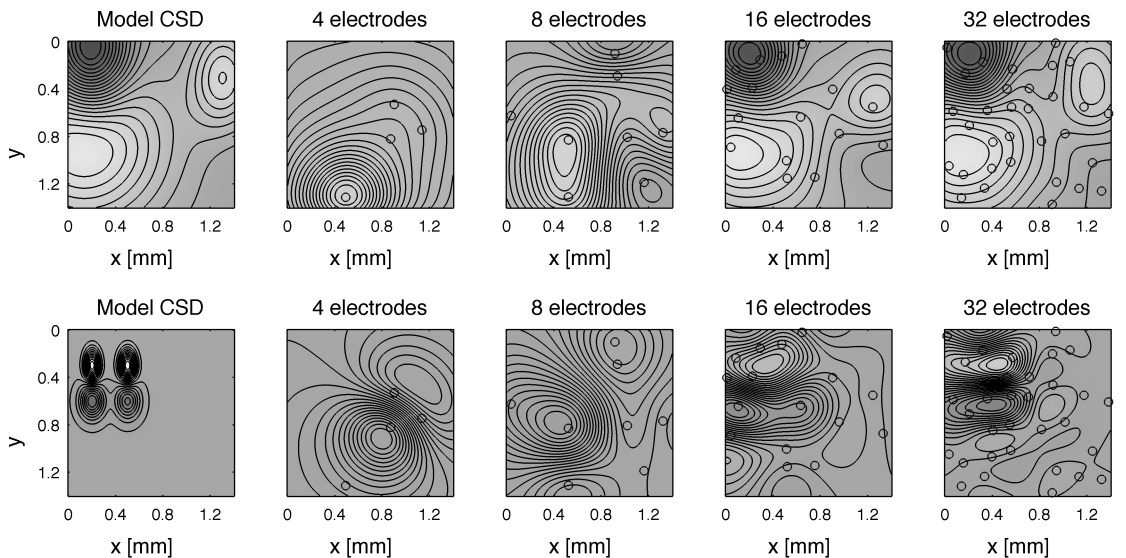 Model CSD 4 electrodes 8 electrodes 16 electrodes 32 electrodes
0
0.4
0.8
1.2
y
0 0.4 0.8 1.2 0 0.4 0.8 1.2 0 0.4 0.8 1.2 0 0.4 0.8 1.2 0 0.4 0.8 1.2
x [mm] x [mm] x [mm] x [mm] x [mm]
Model CSD 4 electrodes 8 electrodes 16 electrodes 32 electrodes
0
0.4
0.8
1.2
y
0 0.4 0.8 1.2 0 0.4 0.8 1.2 0 0.4 0.8 1.2 0 0.4 0.8 1.2 0 0.4 0.8 1.2
x [mm] x [mm] x [mm] x [mm] x [mm]